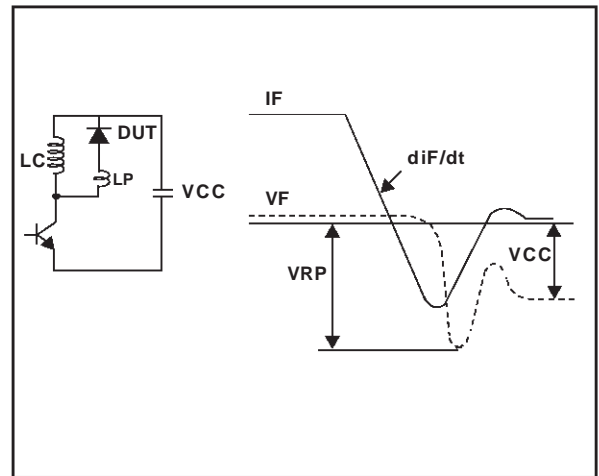 LC
DUT
LP
VCC
IF
diF/dt
VF
VRP
VCC